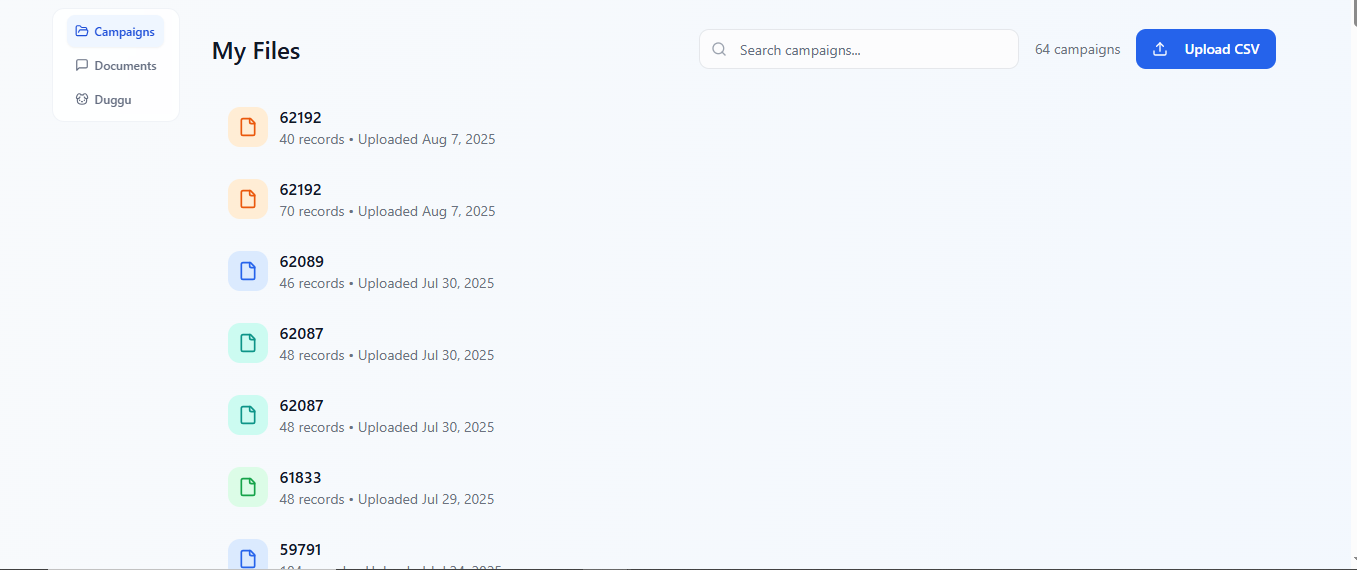 Campaigns
Documents
Duggu
My Files
Search campaigns...
64 campaigns
Upload CSV
62192
40 records • Uploaded Aug 7, 2025
62192
70 records • Uploaded Aug 7, 2025
62089
46 records • Uploaded Jul 30, 2025
62087
48 records • Uploaded Jul 30, 2025
62087
48 records • Uploaded Jul 30, 2025
61833
48 records • Uploaded Jul 29, 2025
59791